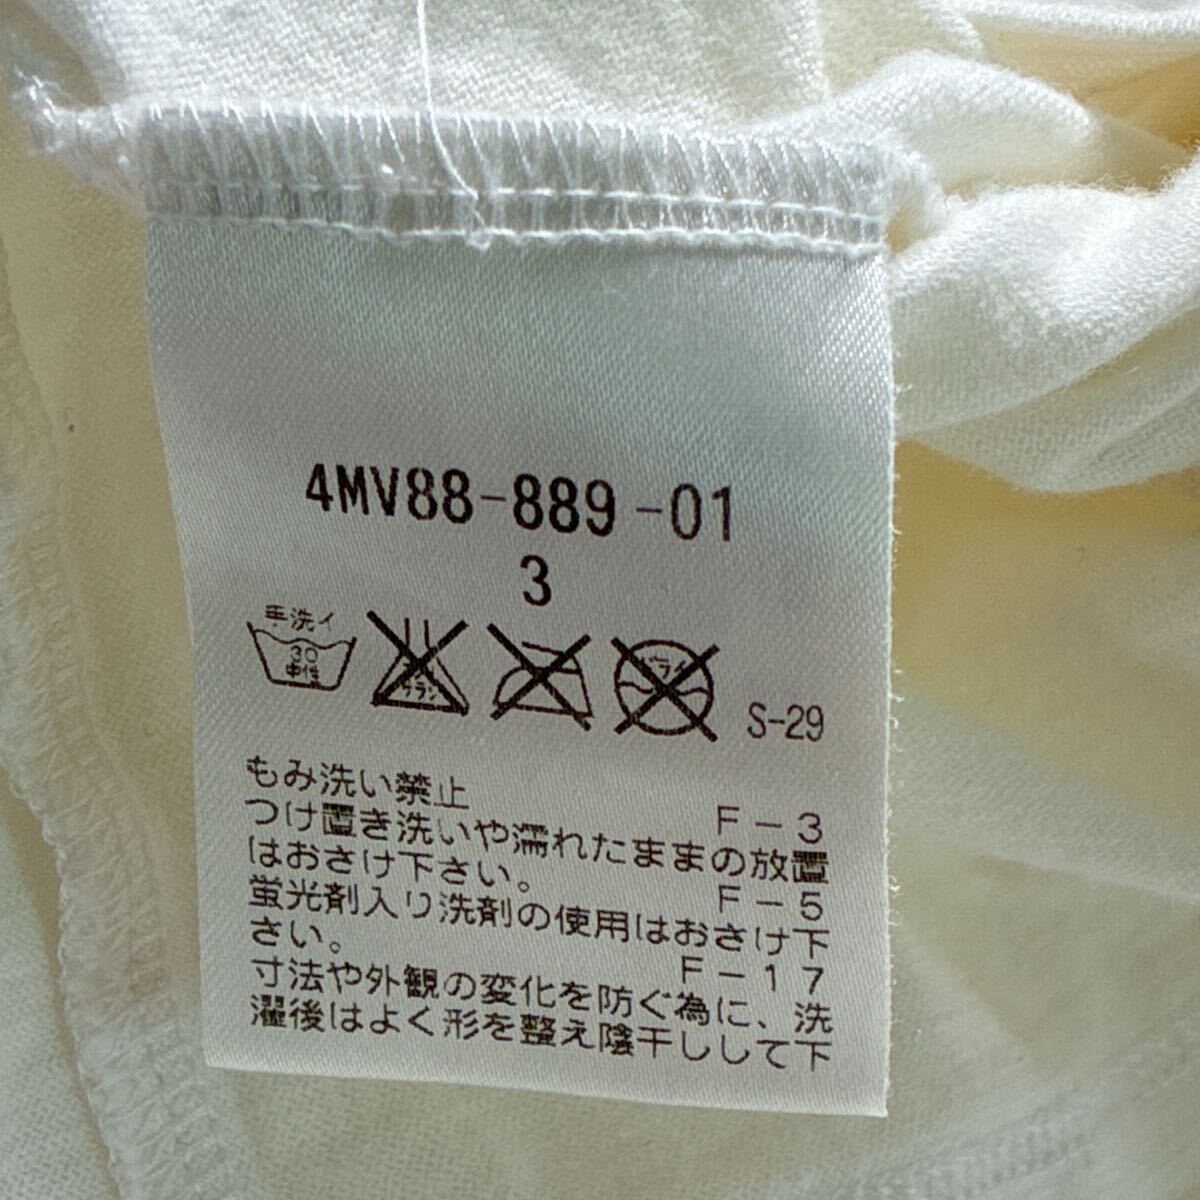 4MV88-889-01
3
手洗イ
30
中性
ドライ
S-29
もみ洗い禁止
F-3
つけ置き洗いや濡れたままの放置
はおさけ下さい。
F-5
蛍光剤入り洗剤の使用はおさけ下
さい。
F-17
寸法や外観の変化を防ぐ為に、洗
濯後はよく形を整え陰干しして下